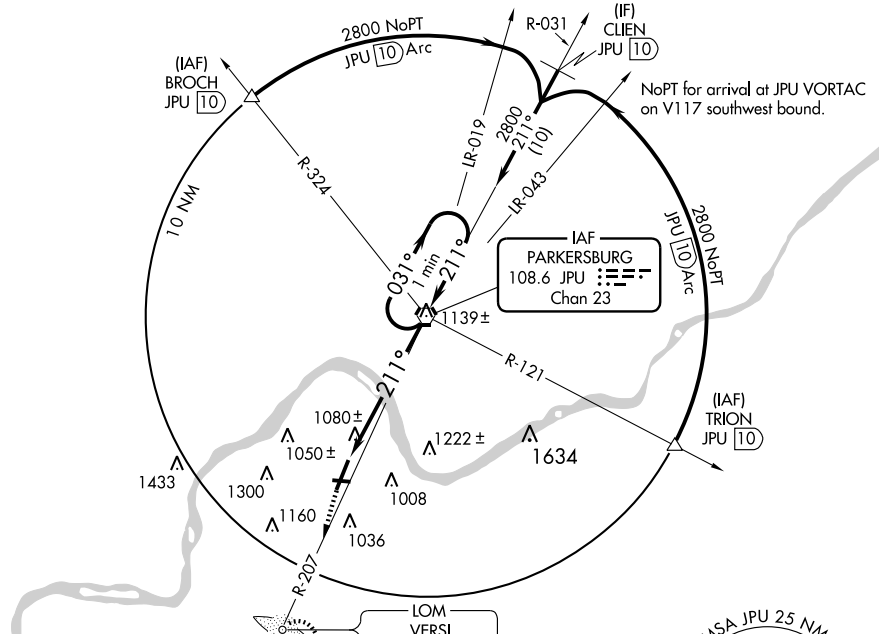 2800 NoPT
JPU 10 Arc
R-031
(IF)
CLIEN
JPU 10
(IAF)
BROCH
JPU 10
NoPT for arrival at JPU VORTAC
on V117 southwest bound.
LR-019
2800
211°
(10)
LR-043
R-324
10 NM
2800 NoPT
JPU 10 Arc
031°
1 min
211°
IAF
PARKERSBURG
108.6 JPU
Chan 23
1139±
R-121
211°
(IAF)
TRION
JPU 10
1080±
1050±
1222±
1634
1433
1300
1008
1160
1036
R-207
LOM
VERSI
MSA JPU 25 NM